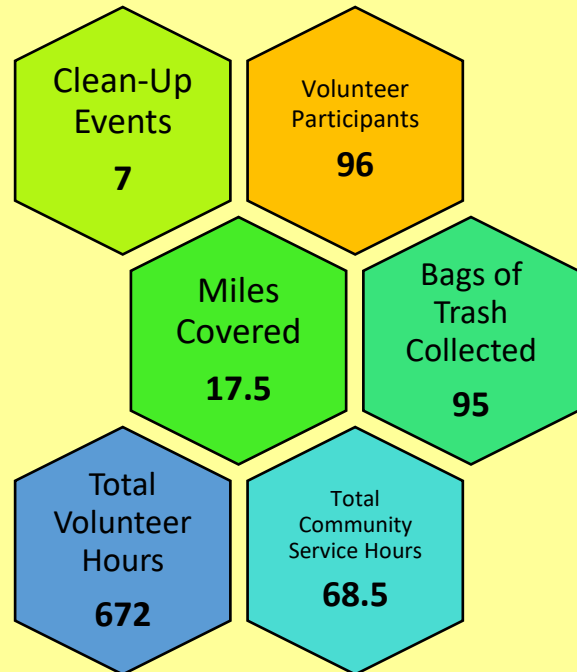 Clean-Up
Events
7
Volunteer
Participants
96
Miles
Covered
17.5
Bags of
Trash
Collected
95
Total
Volunteer
Hours
672
Total
Community
Service Hours
68.5